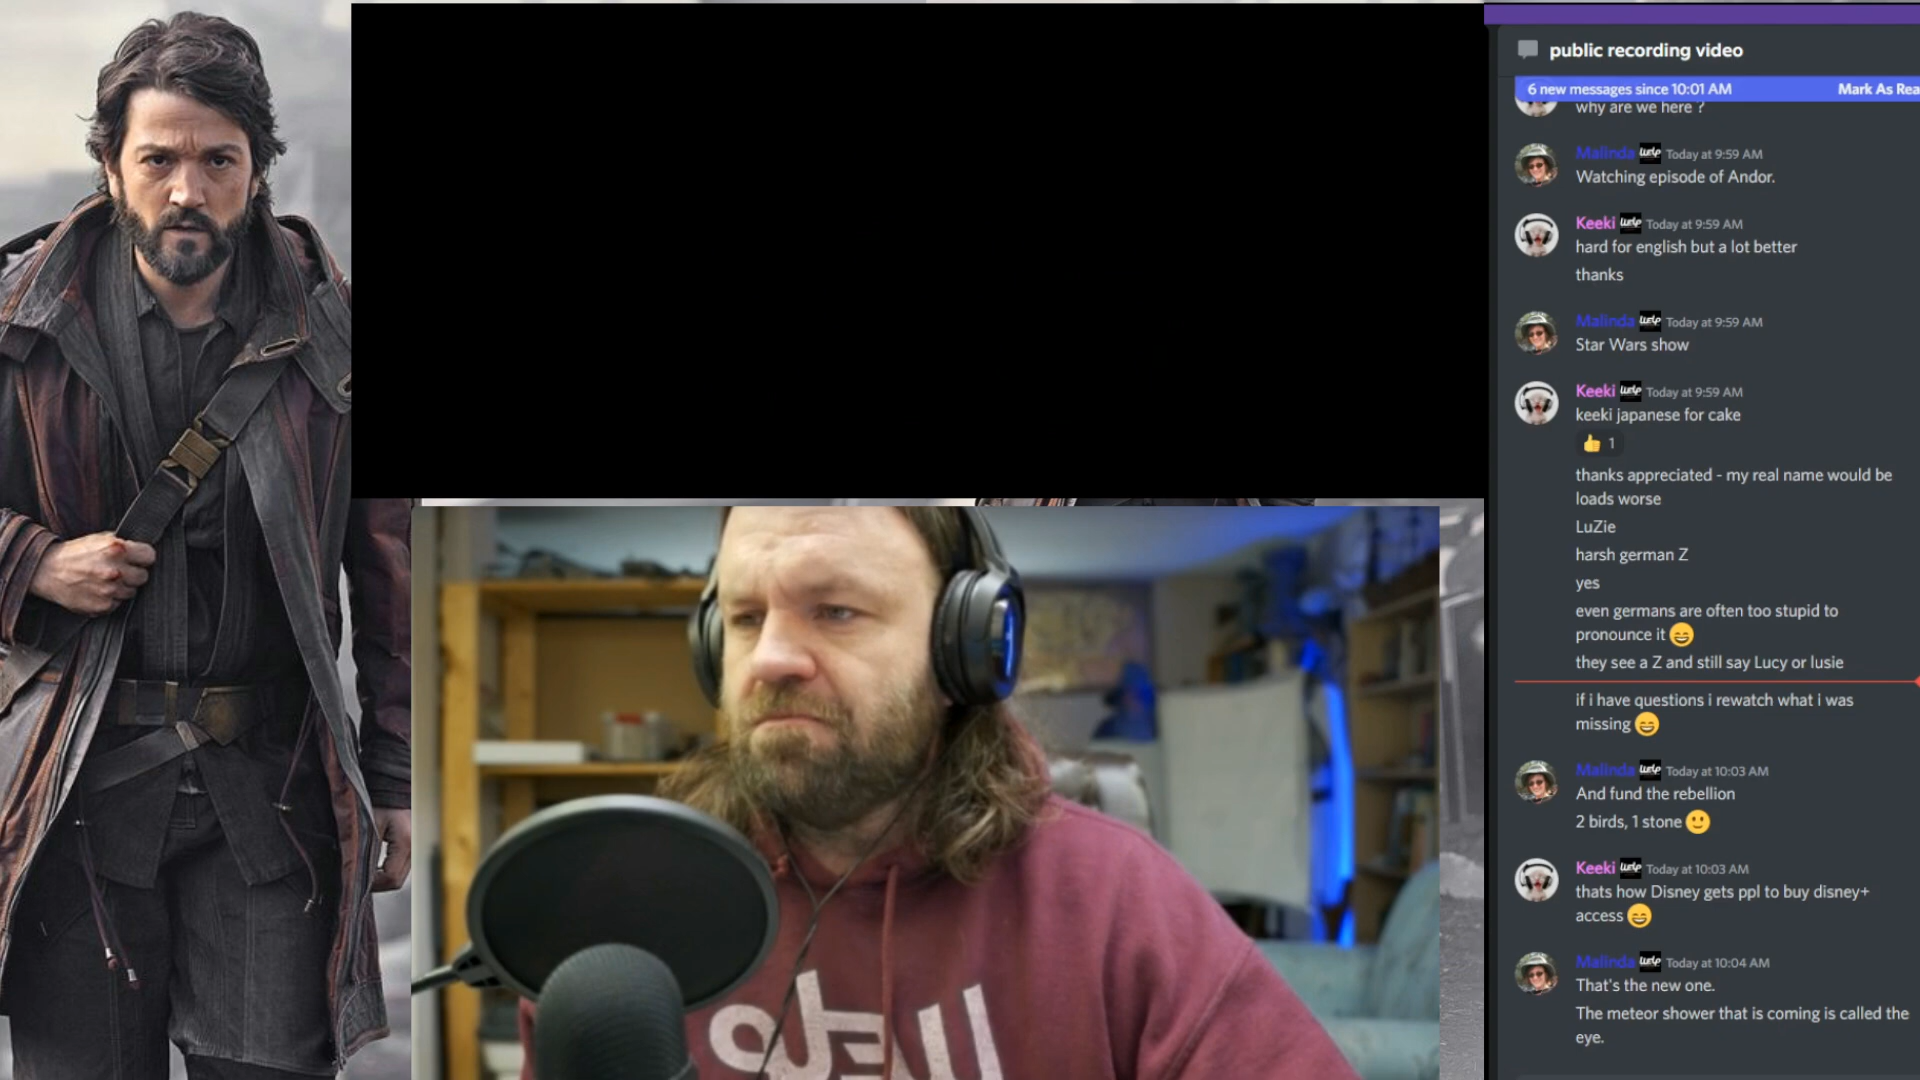 public recording video
6 new messages since 10:01 AM
Mark As Rea
why are we here ?
Malinda Today at 9:59 AM
Watching episode of Andor.
Keeki Today at 9:59 AM
hard for english but a lot better
thanks
Malinda Today at 9:59 AM
Star Wars show
Keeki Today at 9:59 AM
keeki japanese for cake
1
thanks appreciated - my real name would be
loads worse
LuZie
harsh german Z
yes
even germans are often too stupid to
pronounce it
they see a Z and still say Lucy or lusie
if i have questions i rewatch what i was
missing
Malinda Today at 10:03 AM
And fund the rebellion
2 birds, 1 stone
Keeki Today at 10:03 AM
thats how Disney gets ppl to buy disney+
access
Malinda Today at 10:04 AM
That's the new one.
The meteor shower that is coming is called the
eye.